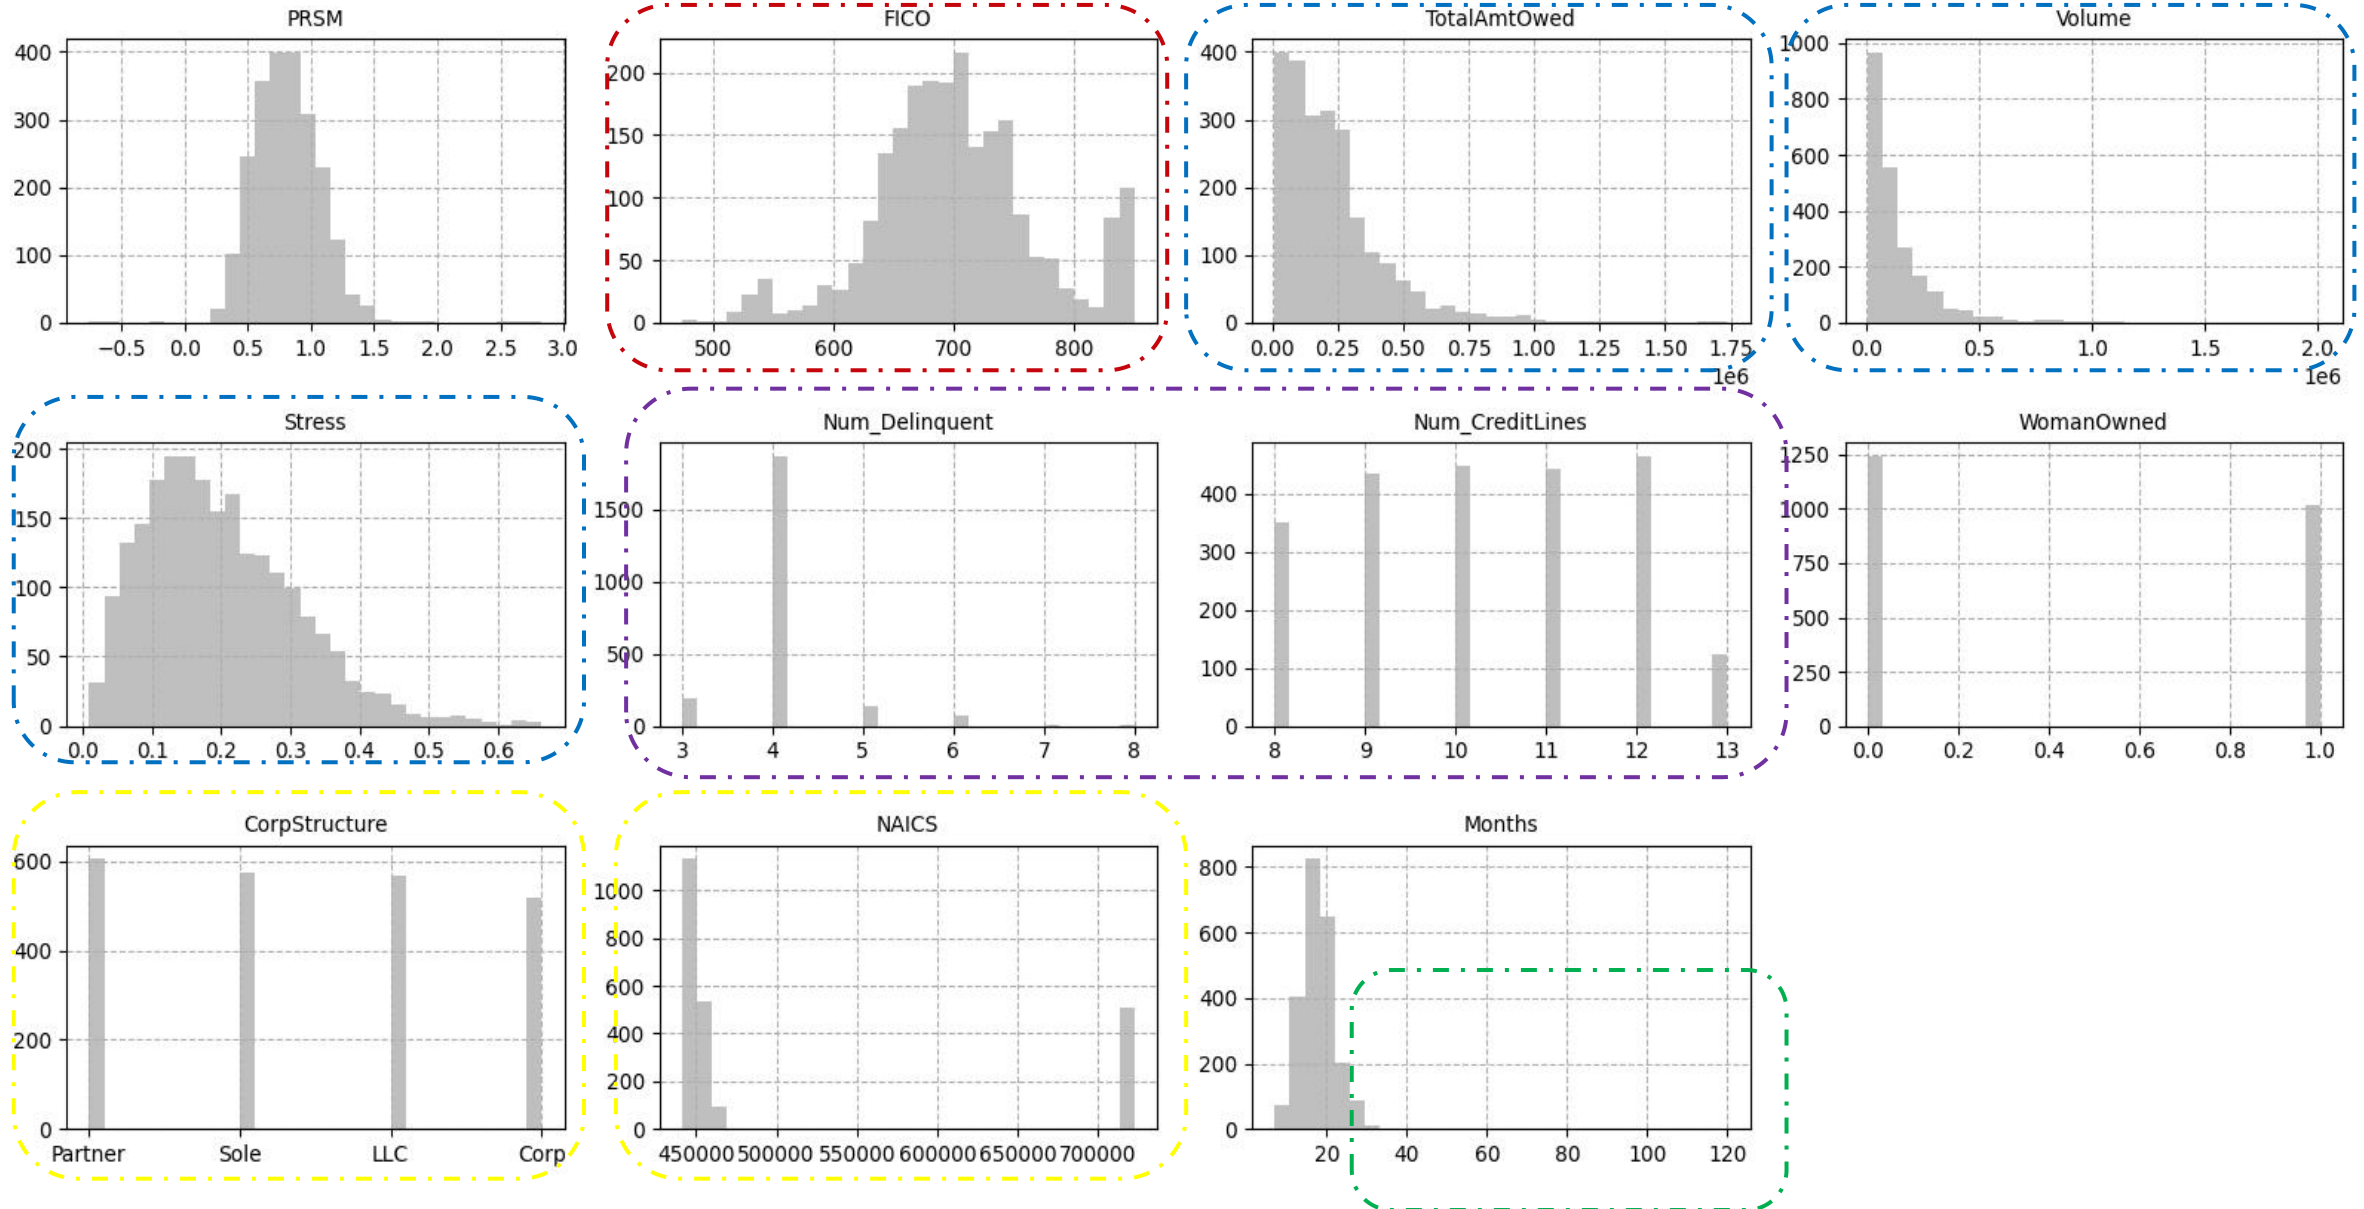 PRSM
400
300
200
100
0
−0.5 0.0 0.5 1.0 1.5 2.0 2.5 3.0
FICO
200
150
100
50
0
500 600 700 800
TotalAmtOwed
400
300
200
100
0
0.00 0.25 0.50 0.75 1.00 1.25 1.50 1.75
1e6
Volume
1000
800
600
400
200
0
0.0 0.5 1.0 1.5 2.0
1e6
Stress
200
150
100
50
0
0.0 0.1 0.2 0.3 0.4 0.5 0.6
Num_Delinquent
1500
1000
500
0
3 4 5 6 7 8
Num_CreditLines
400
300
200
100
0
8 9 10 11 12 13
WomanOwned
1250
1000
750
500
250
0
0.0 0.2 0.4 0.6 0.8 1.0
CorpStructure
600
400
200
0
Partner Sole LLC Corp
NAICS
1000
800
600
400
200
0
450000 500000 550000 600000 650000 700000
Months
800
600
400
200
0
20 40 60 80 100 120